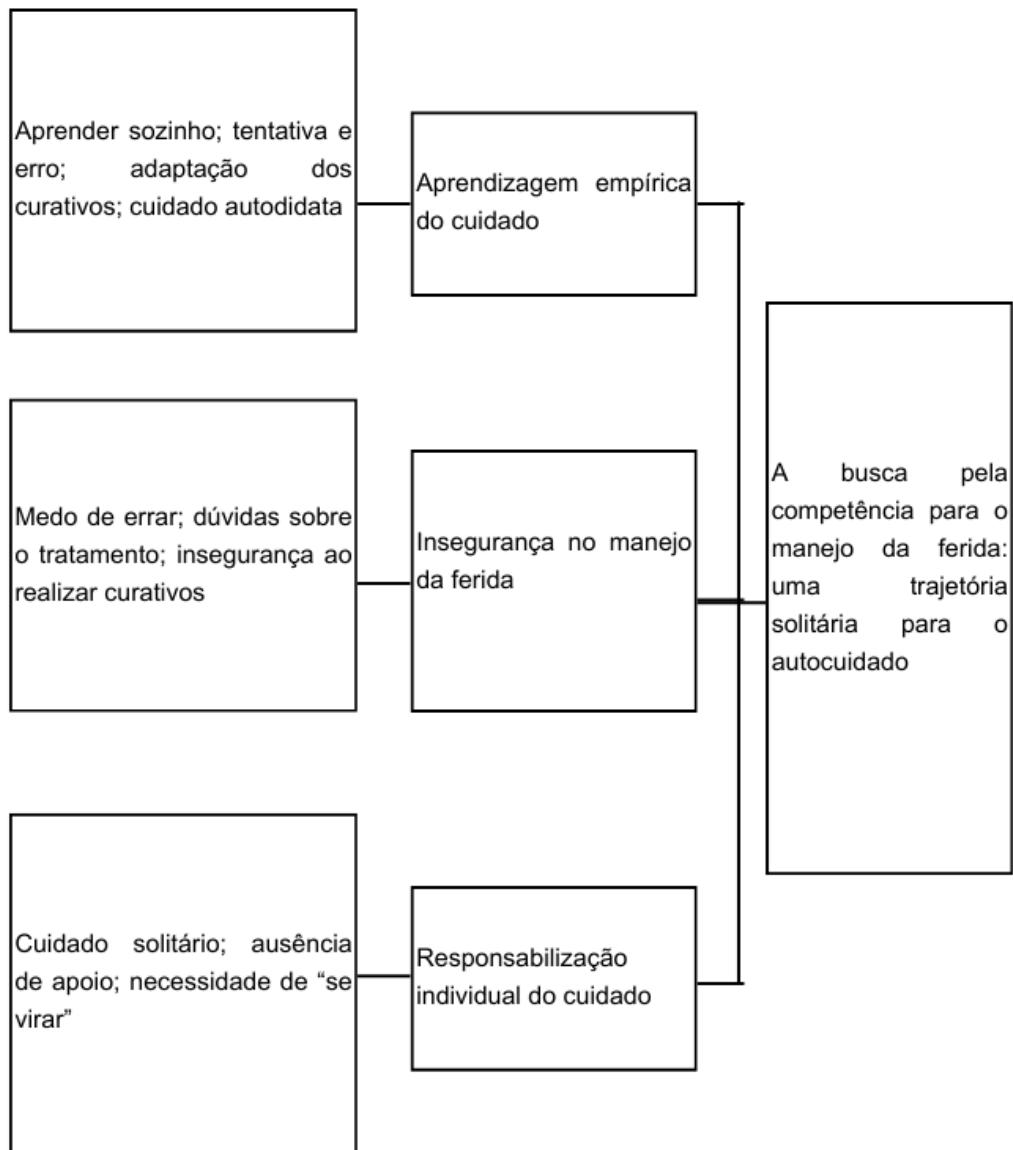 Aprender sozinho; tentativa e
erro; adaptação dos
curativos; cuidado autodidata
Aprendizagem empírica
do cuidado
Medo de errar; dúvidas sobre
o tratamento; insegurança ao
realizar curativos
Insegurança no manejo
da ferida
A busca pela
competência para o
manejo da ferida:
uma trajetória
solitária para o
autocuidado
Cuidado solitário; ausência
de apoio; necessidade de “se
virar”
Responsabilização
individual do cuidado